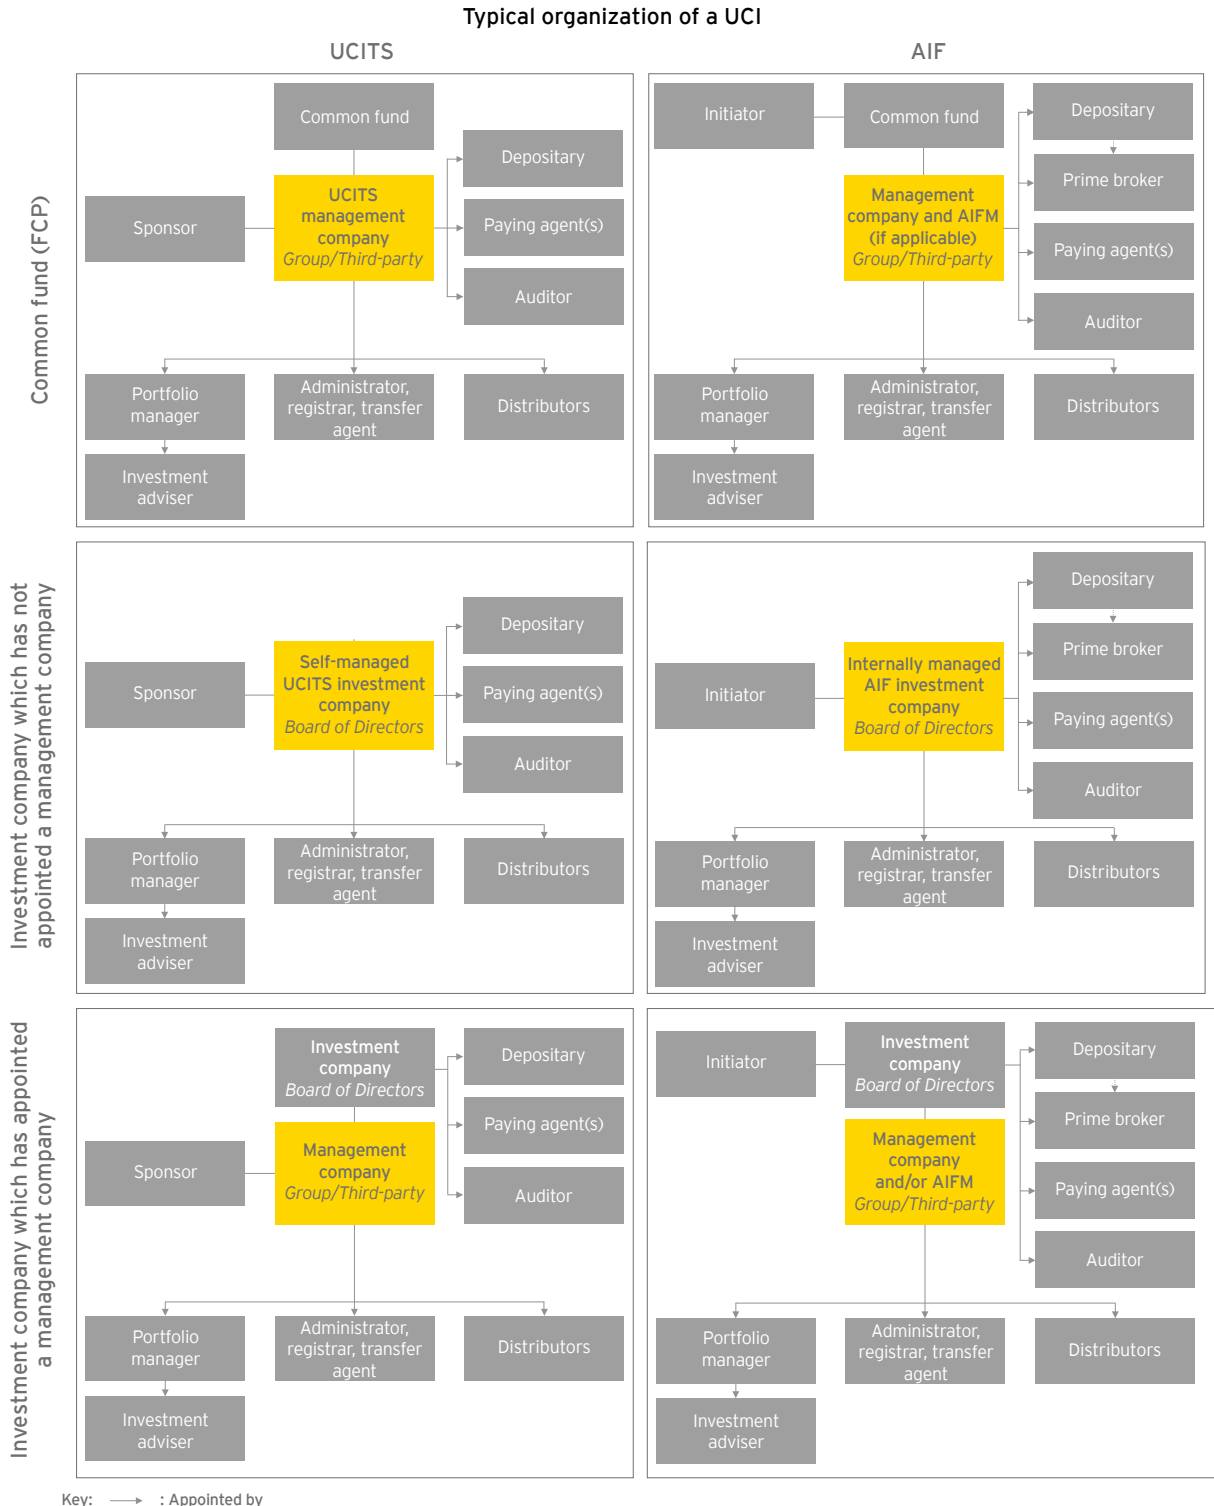 Typical organization of a UCI
UCITS
AIF
Common fund (FCP)
Common fund
Depositary
UCITS
management
company
Group/Third-party
Sponsor
Paying agent(s)
Auditor
Portfolio
manager
Administrator,
registrar, transfer
agent
Distributors
Investment
adviser
Initiator
Common fund
Depositary
Prime broker
Management
company and AIFM
(if applicable)
Group/Third-party
Paying agent(s)
Auditor
Portfolio
manager
Administrator,
registrar, transfer
agent
Distributors
Investment
adviser
Investment company which has not
appointed a management company
Depositary
Sponsor
Self-managed
UCITS investment
company
Board of Directors
Paying agent(s)
Auditor
Portfolio
manager
Administrator,
registrar, transfer
agent
Distributors
Investment
adviser
Depositary
Prime broker
Initiator
Internally managed
AIF investment
company
Board of Directors
Paying agent(s)
Auditor
Portfolio
manager
Administrator,
registrar, transfer
agent
Distributors
Investment
adviser
Investment company which has appointed
a management company
Investment
company
Board of Directors
Depositary
Paying agent(s)
Sponsor
Management
company
Group/Third-party
Auditor
Portfolio
manager
Administrator,
registrar, transfer
agent
Distributors
Investment
adviser
Initiator
Investment
company
Board of Directors
Depositary
Prime broker
Management
company
and/or AIFM
Group/Third-party
Paying agent(s)
Auditor
Portfolio
manager
Administrator,
registrar, transfer
agent
Distributors
Investment
adviser
Key: → : Appointed by